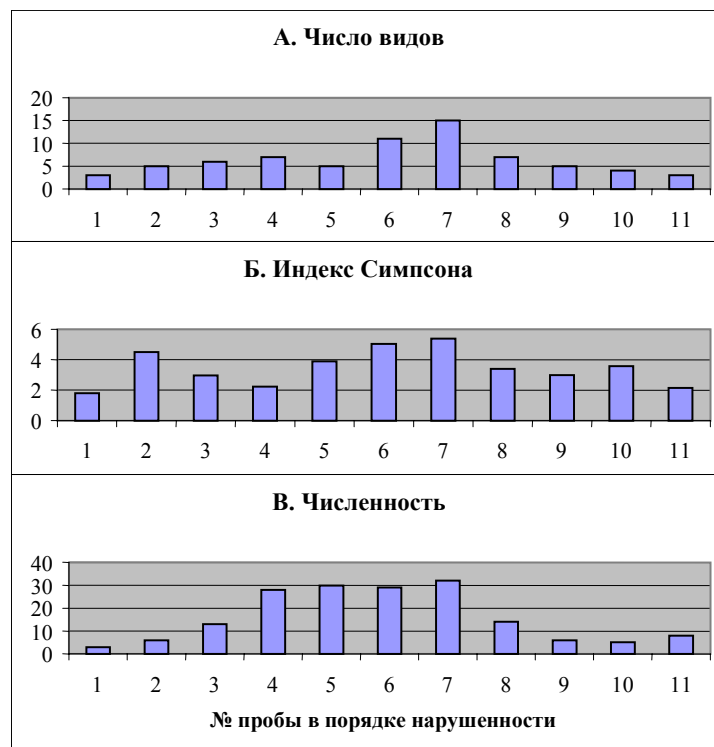 А. Число видов
20
15
10
5
0
1 2 3 4 5 6 7 8 9 10 11
Б. Индекс Симпсона
6
4
2
0
1 2 3 4 5 6 7 8 9 10 11
В. Численность
40
30
20
10
0
1 2 3 4 5 6 7 8 9 10 11
№ пробы в порядке нарушенности